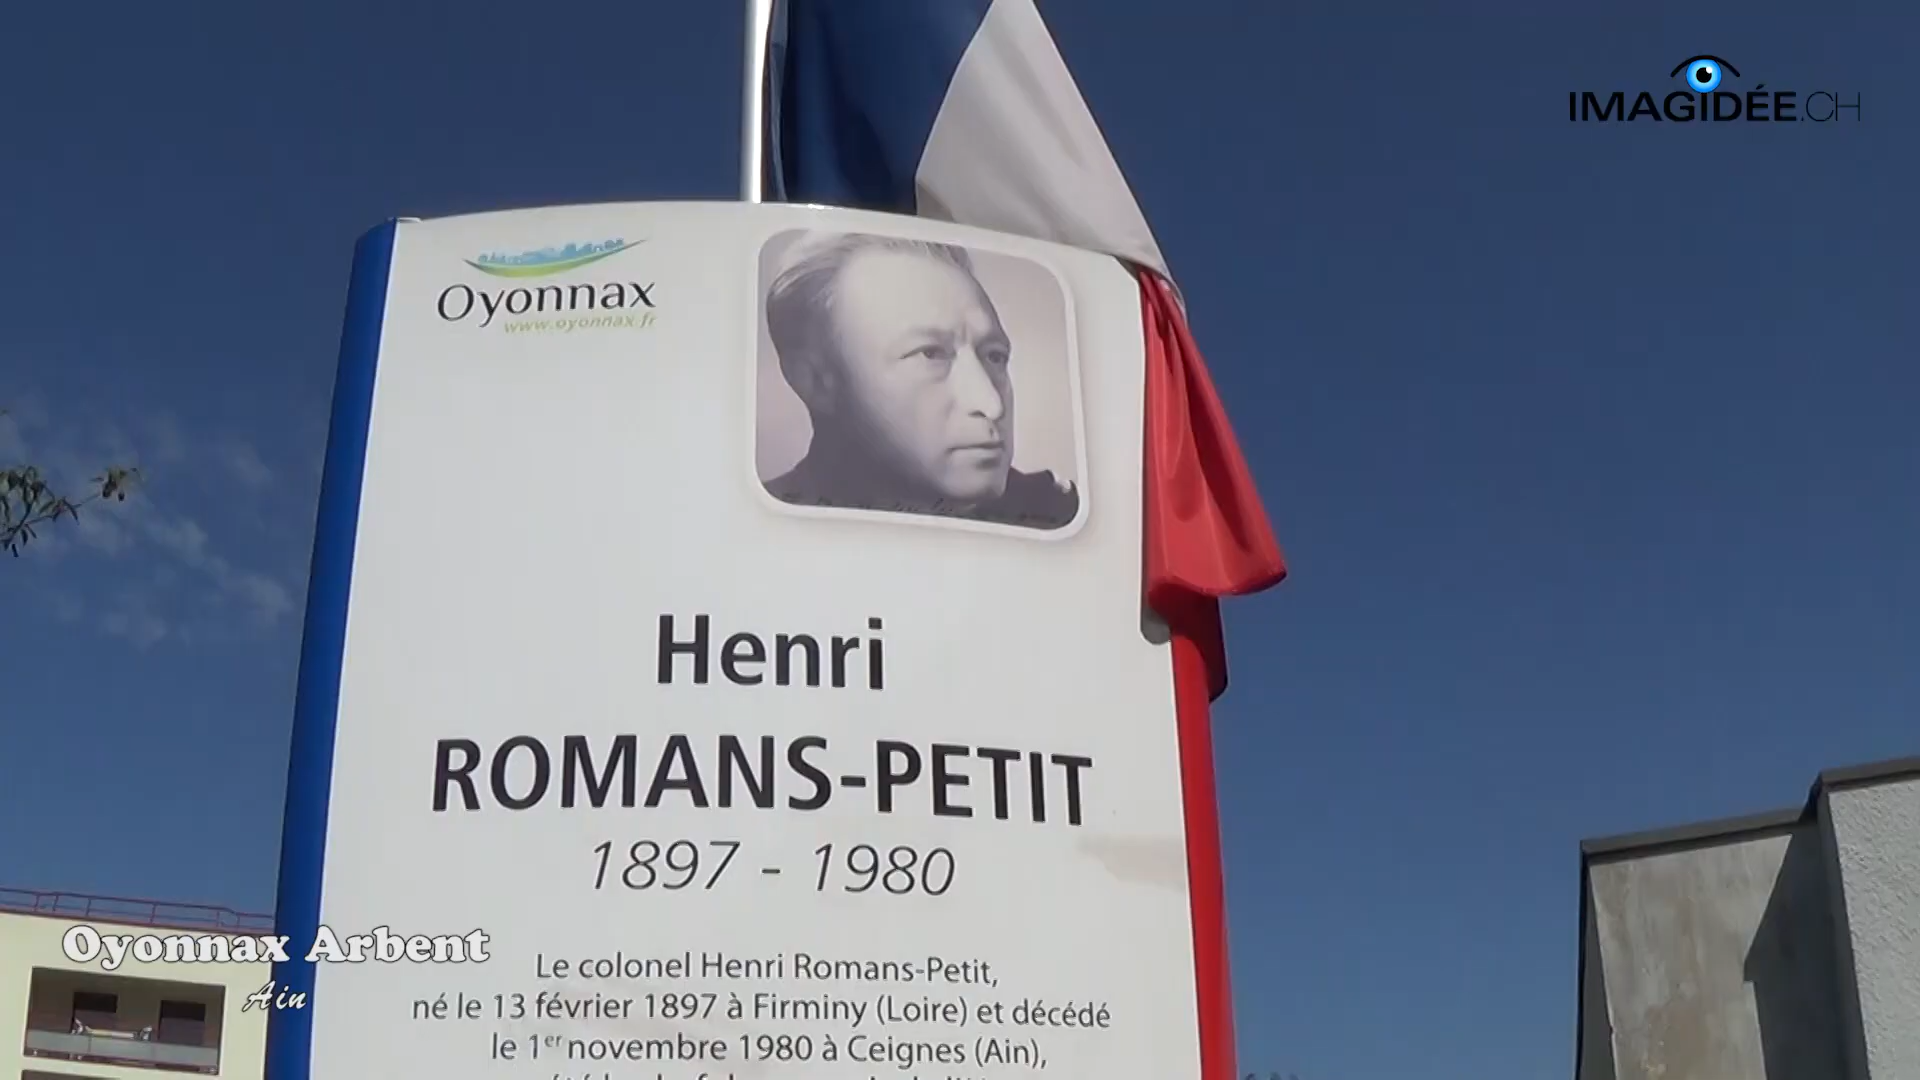 IMAGIDÉE.CH
Oyonnax
www.oyonnax.fr
Henri
ROMANS-PETIT
1897 - 1980
Le colonel Henri Romans-Petit,
né le 13 février 1897 à Firminy (Loire) et décédé
le 1er novembre 1980 à Ceignes (Ain),
Oyonnax Arbent
Ain